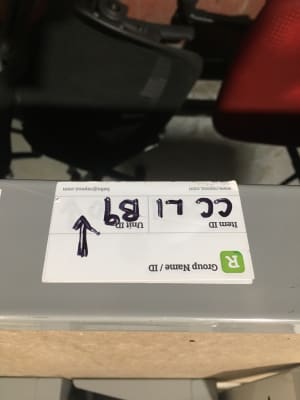 R
Group Name / ID
Item ID
Unit ID
CC L1
B9